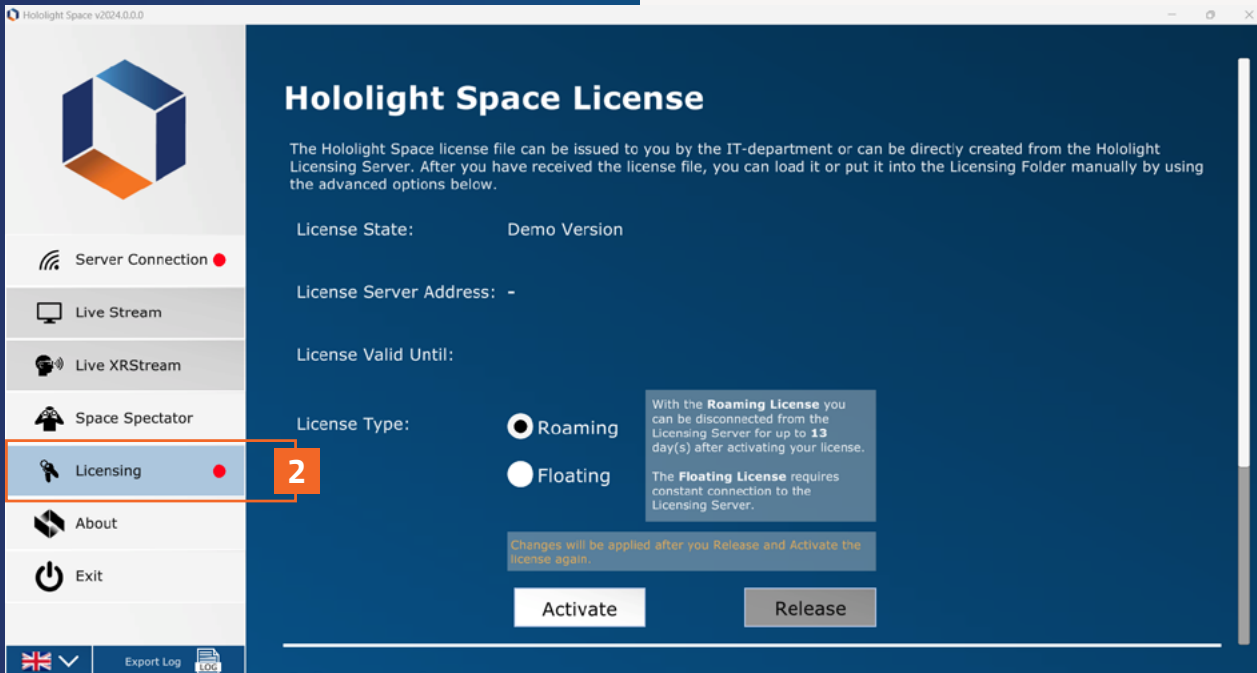 Hololight Space v2024.0.0.0
Server Connection
Live Stream
Live XRStream
Space Spectator
Licensing
2
About
Exit
Export Log
LOG
Hololight Space License
The Hololight Space license file can be issued to you by the IT-department or can be directly created from the Hololight
Licensing Server. After you have received the license file, you can load it or put it into the Licensing Folder manually by using
the advanced options below.
License State: Demo Version
License Server Address: -
License Valid Until:
License Type:
Roaming
Floating
With the Roaming License you
can be disconnected from the
Licensing Server for up to 13
day(s) after activating your license.
The Floating License requires
constant connection to the
Licensing Server.
Changes will be applied after you Release and Activate the
license again.
Activate
Release